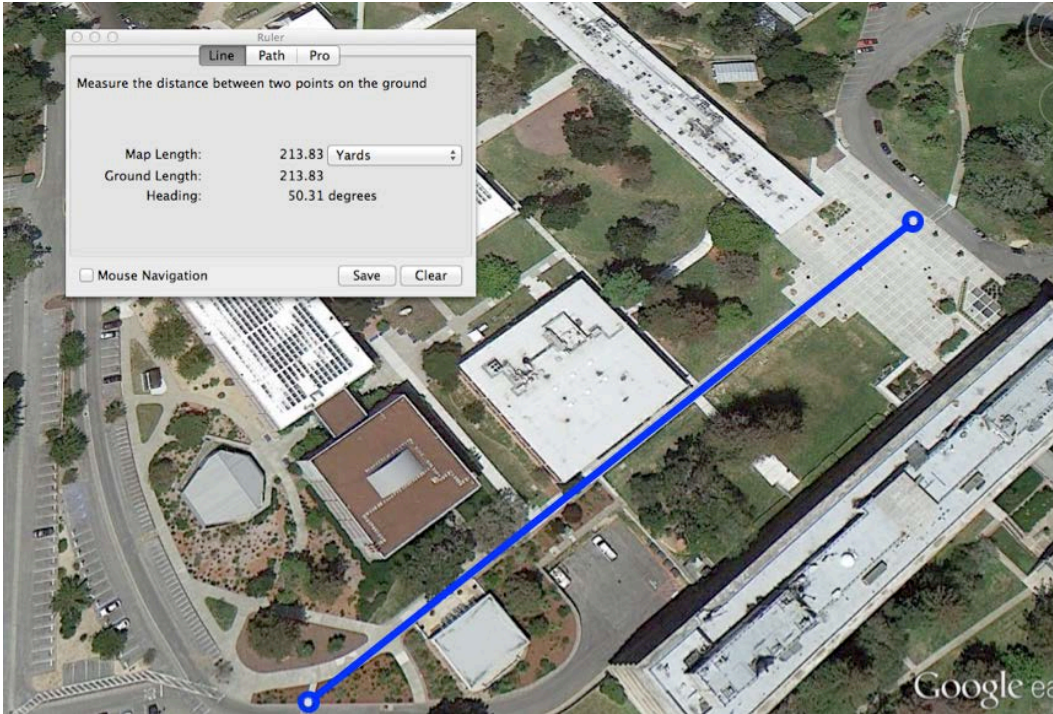 Ruler
Line Path Pro
Measure the distance between two points on the ground
Map Length: 213.83 Yards
Ground Length: 213.83
Heading: 50.31 degrees
Mouse Navigation Save Clear
Google ea